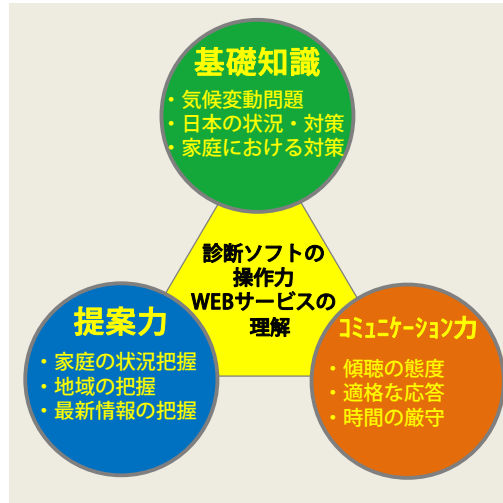 基礎知識
・気候変動問題
・日本の状況・対策
・家庭における対策
診断ソフトの
操作力
WEBサービスの
理解
提案力
・家庭の状況把握
・地域の把握
・最新情報の把握
ｺﾐｭﾆｹｰｼｮﾝ力
・傾聴の態度
・適格な応答
・時間の厳守